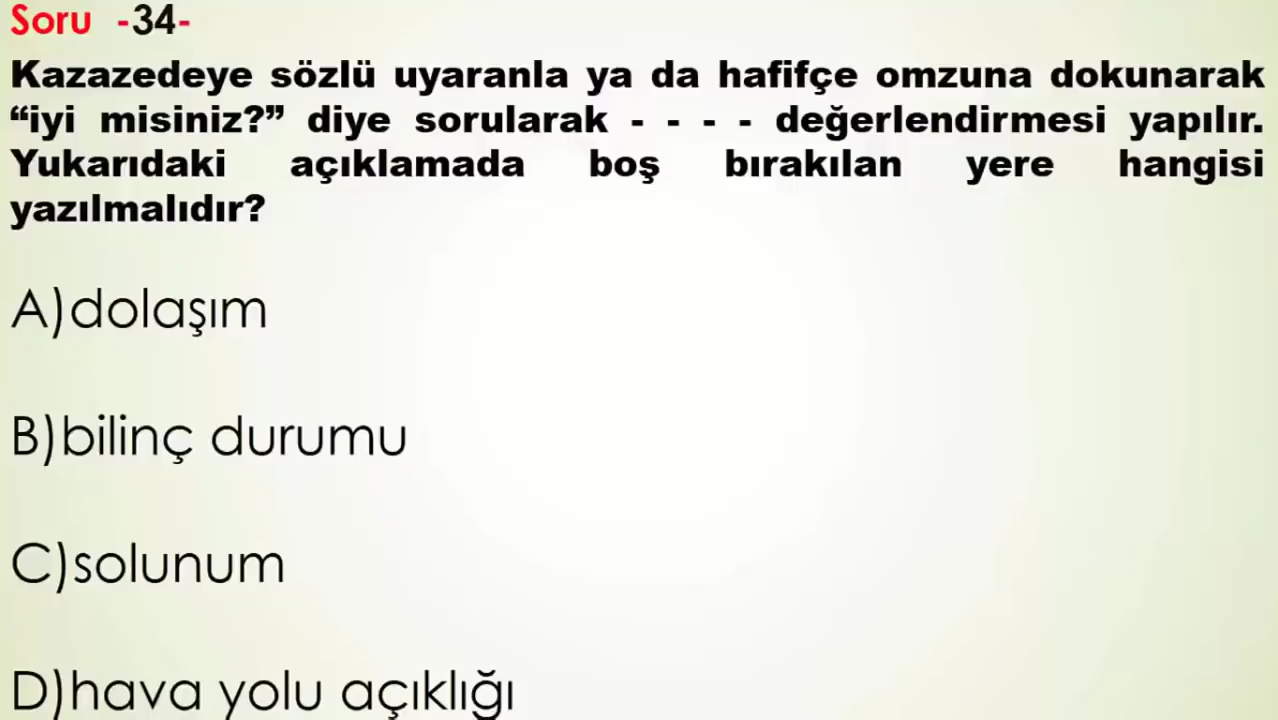 Soru -34-
Kazazedeye sözlü uyaranla ya da hafifçe omzuna dokunarak
“iyi misiniz?” diye sorularak - - - - değerlendirmesi yapılır.
Yukarıdaki açıklamada boş bırakılan yere hangisi
yazılmalıdır?
A)dolaşım
B)bilinç durumu
C)solunum
D)hava yolu açıklığı